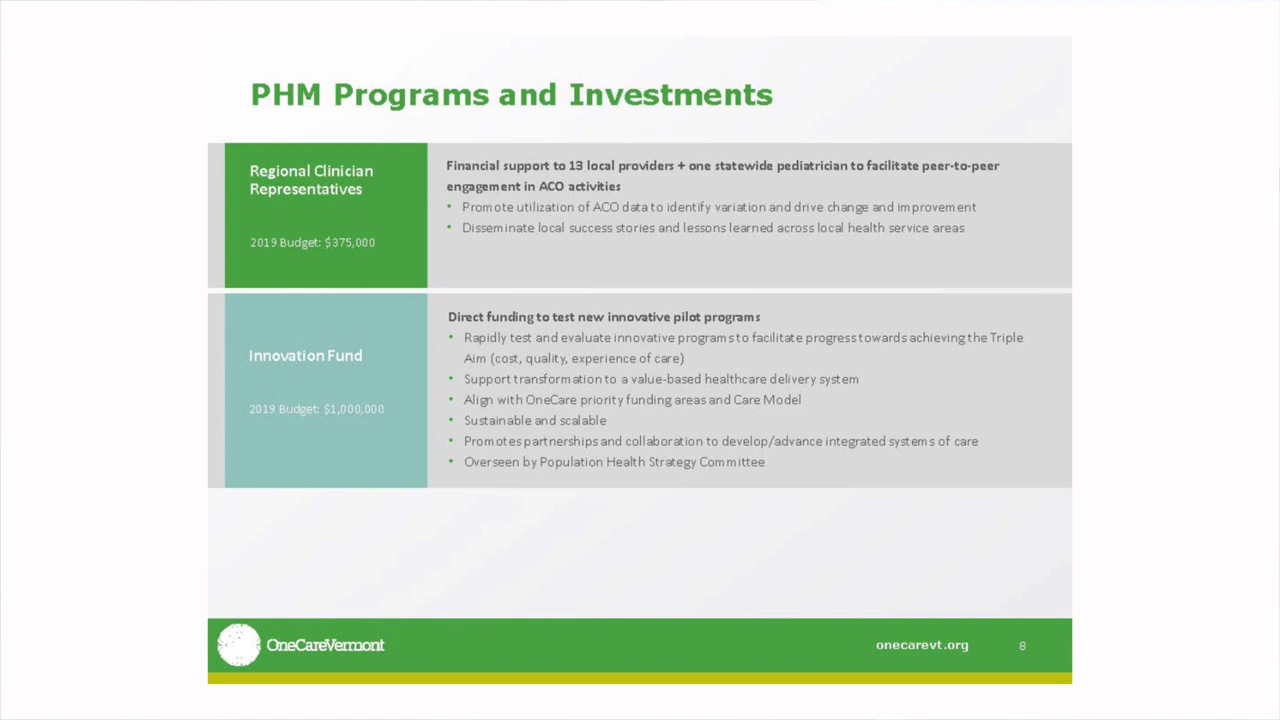 PHM Programs and Investments
Regional Clinician
Representatives
2019 Budget: $375,000
Financial support to 13 local providers + one statewide pediatrician to facilitate peer-to-peer
engagement in ACO activities
• Promote utilization of ACO data to identify variation and drive change and improvement
• Disseminate local success stories and lessons learned across local health service areas
Innovation Fund
2019 Budget: $1,000,000
Direct funding to test new innovative pilot programs
• Rapidly test and evaluate innovative programs to facilitate progress towards achieving the Triple
Aim (cost, quality, experience of care)
• Support transformation to a value-based healthcare delivery system
• Align with OneCare priority funding areas and Care Model
• Sustainable and scalable
• Promotes partnerships and collaboration to develop/advance integrated systems of care
• Overseen by Population Health Strategy Committee
OneCareVermont
onecarevt.org
8